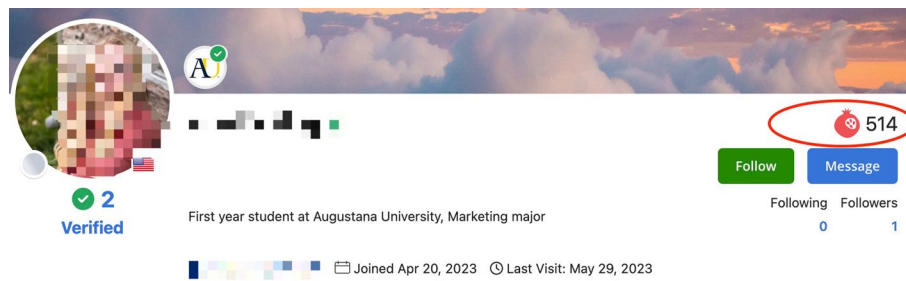 AU
514
Follow Message
Following Followers
0 1
2
Verified
First year student at Augustana University, Marketing major
Joined Apr 20, 2023 Last Visit: May 29, 2023